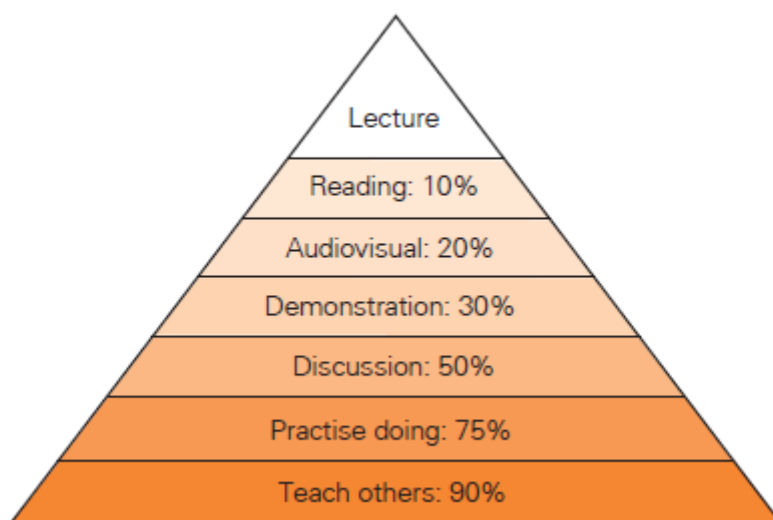 Lecture
Reading: 10%
Audiovisual: 20%
Demonstration: 30%
Discussion: 50%
Practise doing: 75%
Teach others: 90%